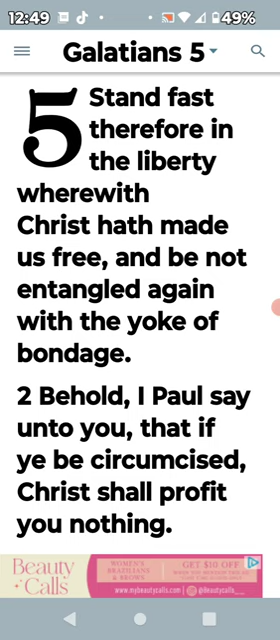 12:49 49%
Galatians 5
5 Stand fast
therefore in
the liberty
wherewith
Christ hath made
us free, and be not
entangled again
with the yoke of
bondage.
2 Behold, I Paul say
unto you, that if
ye be circumcised,
Christ shall profit
you nothing.
Beauty
Calls
WOMEN'S
BRAZILIANS
& BROWS
GET $10 OFF
www.mybeautycalls.com
@Beautycalls__